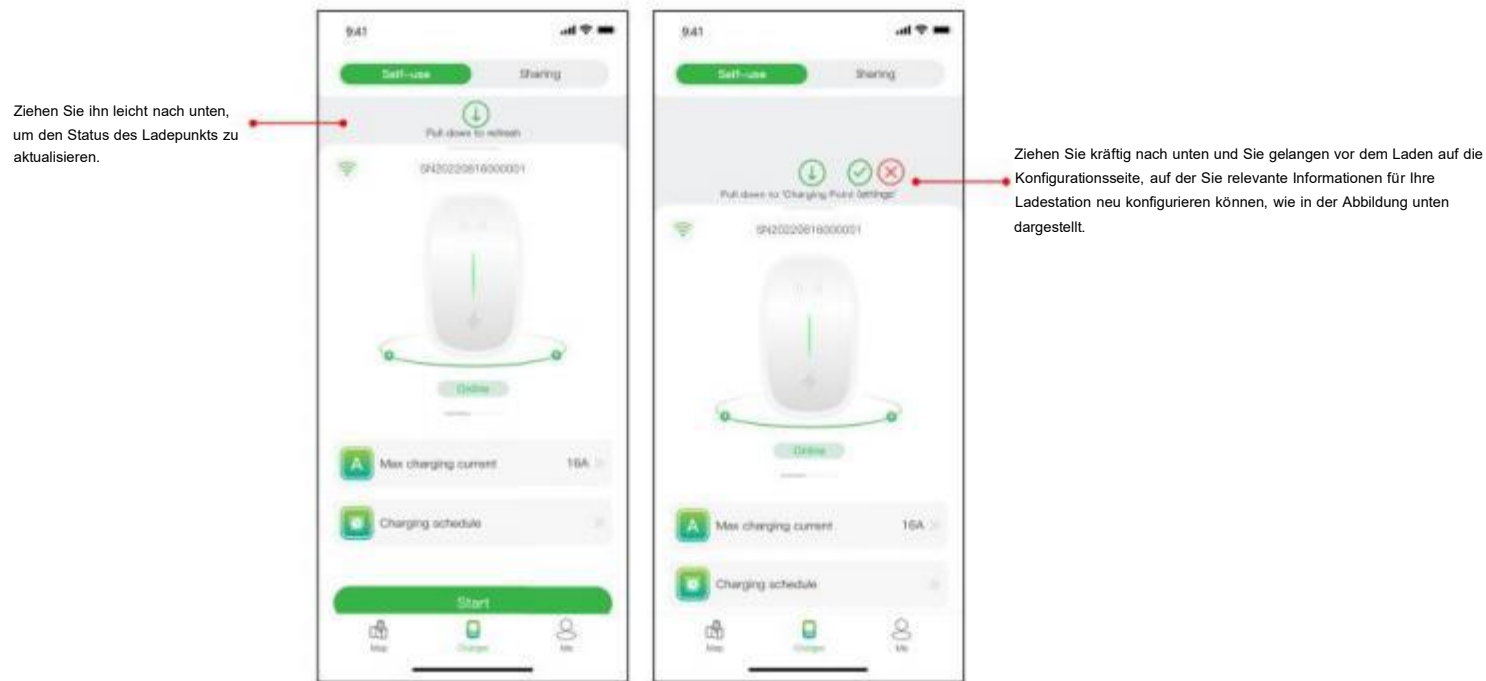 Ziehen Sie ihn leicht nach unten,
um den Status des Ladepunkts zu
aktualisieren.
9:41
Self-use Sharing
Pull down to refresh
SN20220816000001
Online
Max charging current 16A
Charging schedule
Start
Map Charger Me
9:41
Self-use Sharing
Pull down to 'Charging Point Settings'
SN20220816000001
Online
Max charging current 16A
Charging schedule
Map Charger Me
Ziehen Sie kräftig nach unten und Sie gelangen vor dem Laden auf die
Konfigurationsseite, auf der Sie relevante Informationen für Ihre
Ladestation neu konfigurieren können, wie in der Abbildung unten
dargestellt.